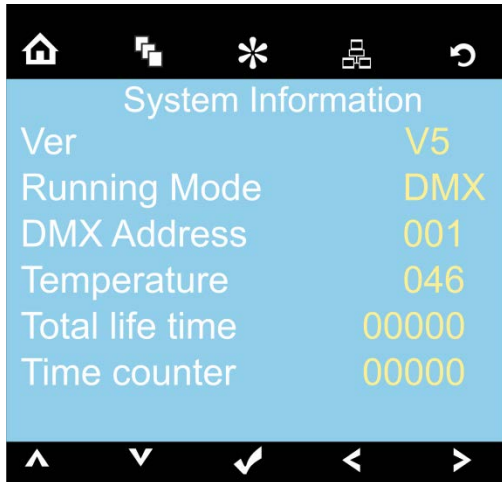 System Information
Ver V5
Running Mode DMX
DMX Address 001
Temperature 046
Total life time 00000
Time counter 00000